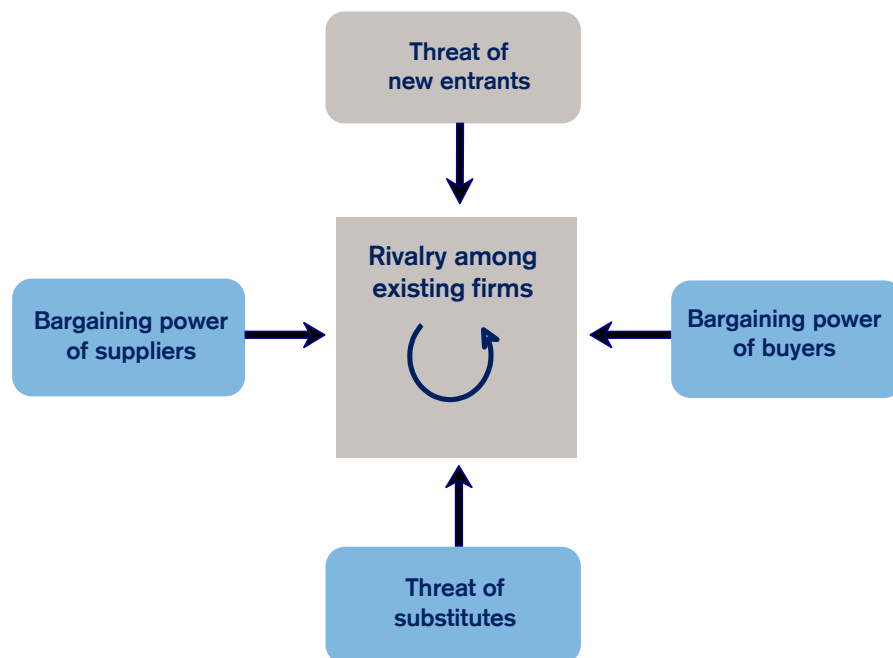 Threat of
new entrants
Rivalry among
existing firms
Bargaining power
of suppliers
Bargaining power
of buyers
Threat of
substitutes